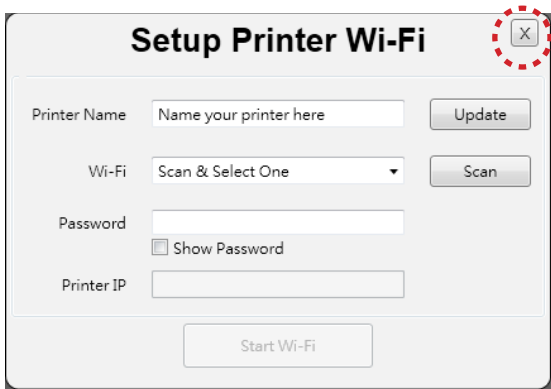 Setup Printer Wi-Fi X
Printer Name Name your printer here Update
Wi-Fi Scan & Select One Scan
Password
Show Password
Printer IP
Start Wi-Fi